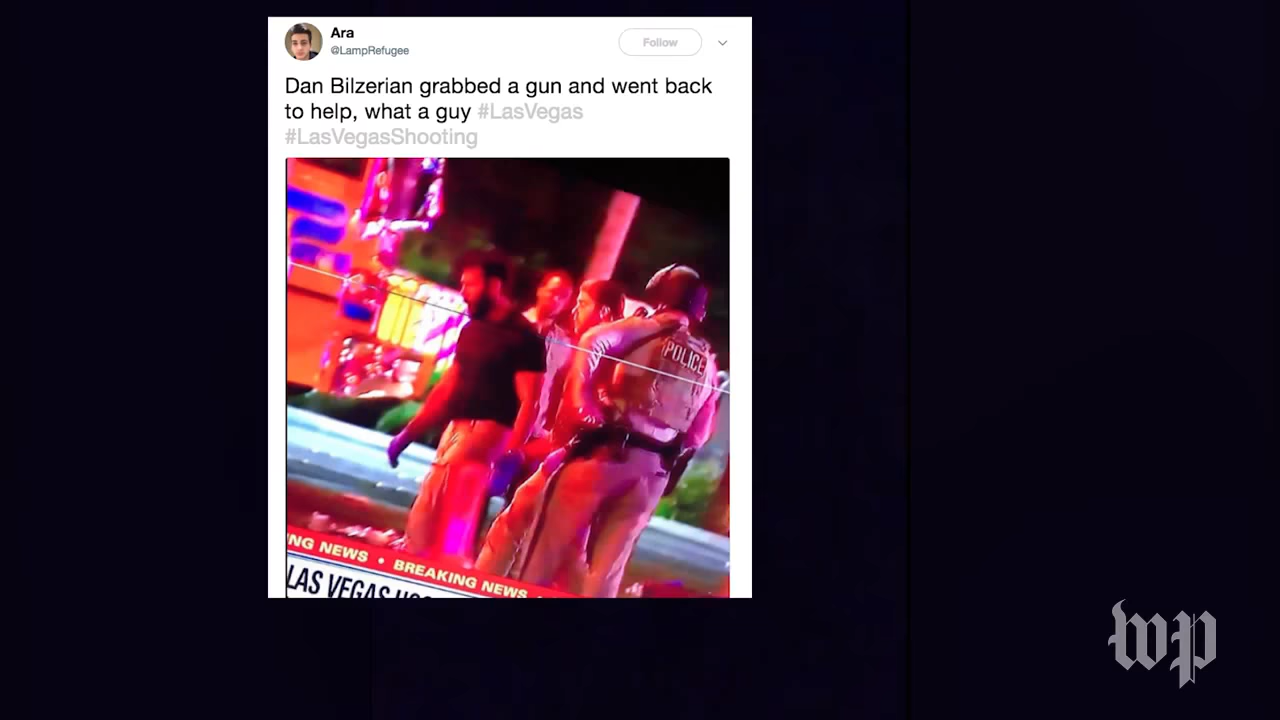 Ara
@LampRefugee
Follow
Dan Bilzerian grabbed a gun and went back
to help, what a guy #LasVegas
#LasVegasShooting
POLICE
NG NEWS • BREAKING NEWS
LAS VEGAS
wp